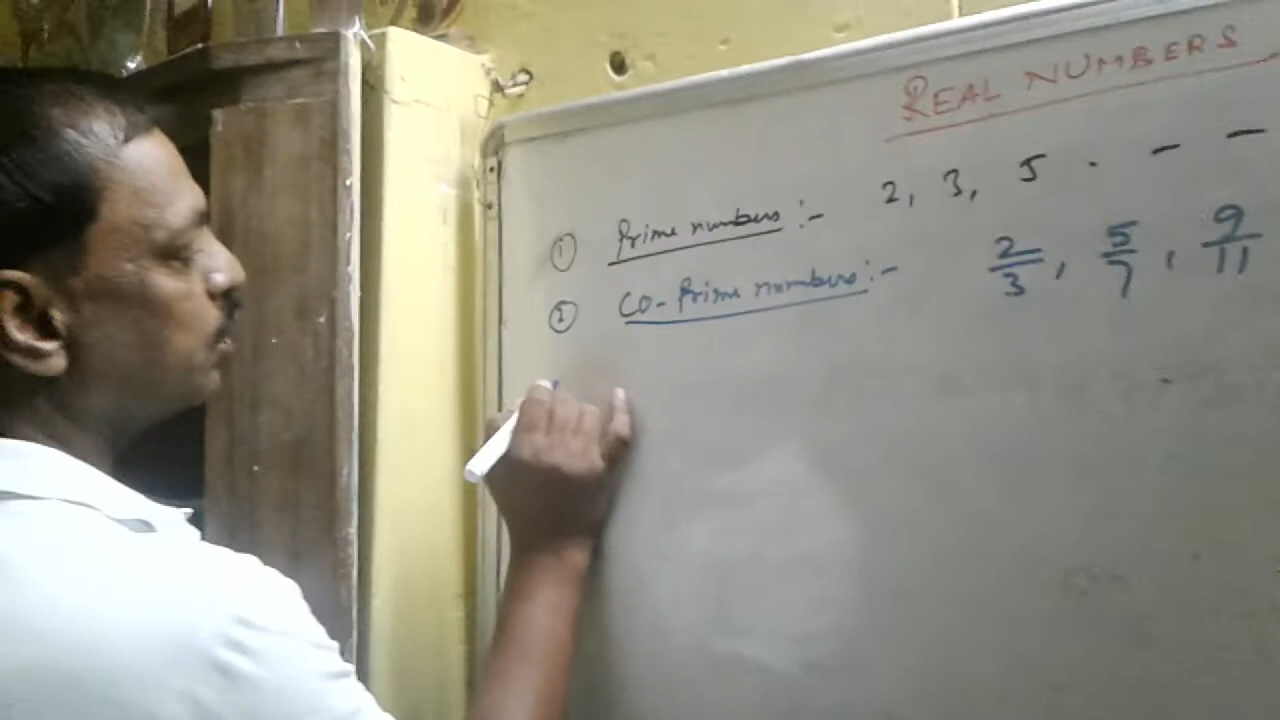 REAL NUMBERS
① Prime numbers :- 2, 3, 5 . - -
② CO-Prime numbers :- 2/3, 5/7, 9/11